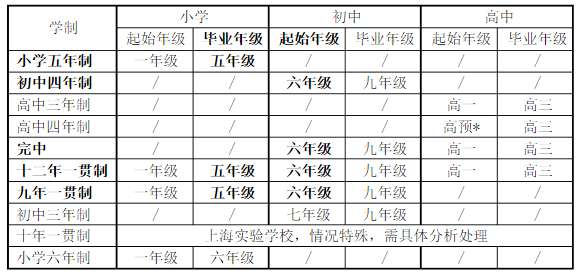 学制 小学 初中 高中
起始年级 毕业年级 起始年级 毕业年级 起始年级 毕业年级
小学五年制 一年级 五年级 / / / /
初中四年制 / / 六年级 九年级 / /
高中三年制 / / / / 高一 高三
高中四年制 / / / / 高预* 高三
完中 / / 六年级 九年级 高一 高三
十二年一贯制 一年级 五年级 六年级 九年级 高一 高三
九年一贯制 一年级 五年级 六年级 九年级 / /
初中三年制 / / 七年级 九年级 / /
十年一贯制 上海实验学校，情况特殊，需具体分析处理
小学六年制 一年级 六年级 / / / /